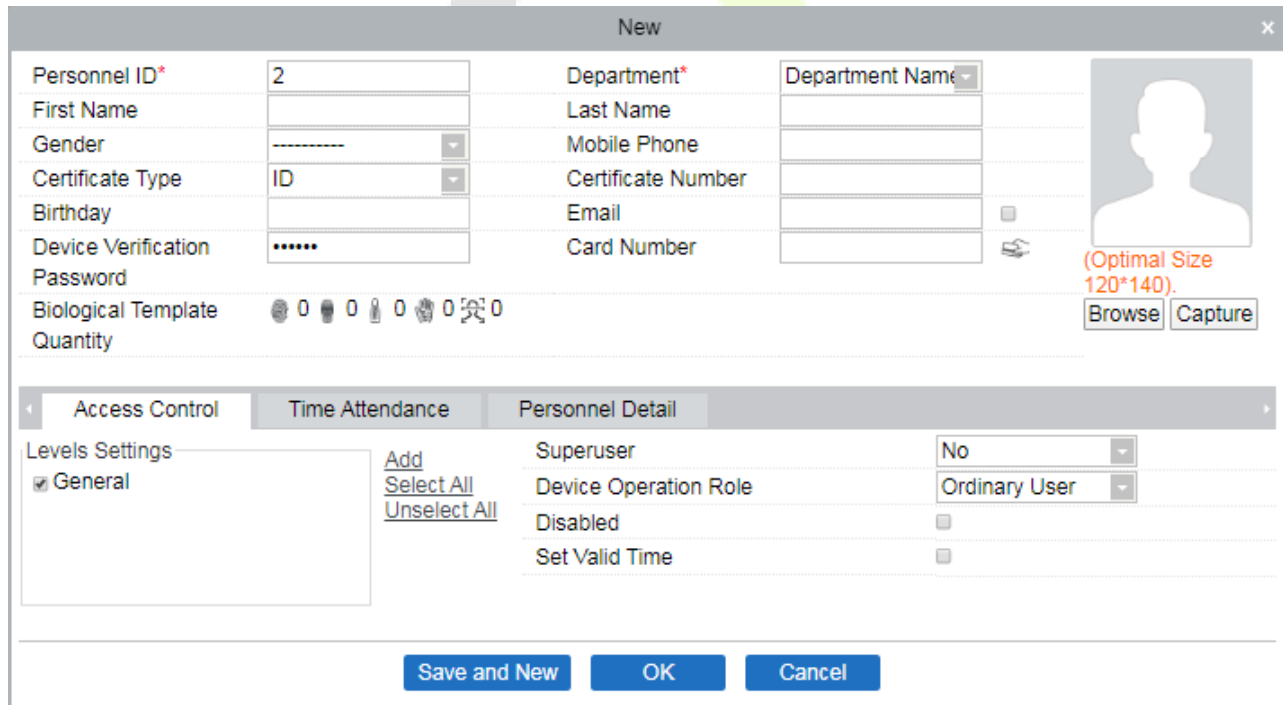 New ×
Personnel ID* 2 Department* Department Name
First Name Last Name
Gender ---------- Mobile Phone
Certificate Type ID Certificate Number
Birthday Email
Device Verification Password •••••• Card Number
(Optimal Size
120*140).
Biological Template Quantity 0 0 0 0 0
Browse Capture
Access Control Time Attendance Personnel Detail
Levels Settings
General
Add
Select All
Unselect All
Superuser No
Device Operation Role Ordinary User
Disabled
Set Valid Time
Save and New OK Cancel